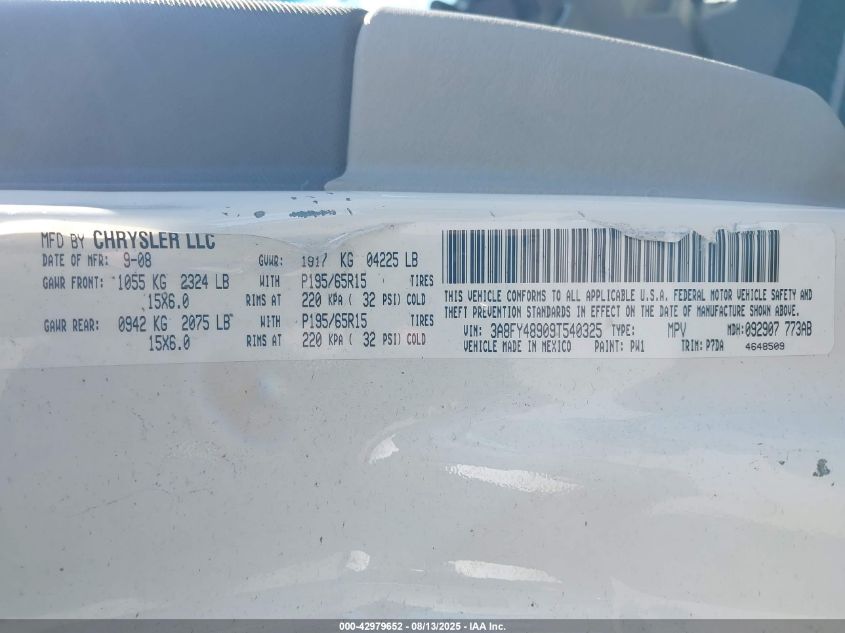 MFD BY CHRYSLER LLC
DATE OF MFR: 9-08 GVWR: 1917 KG 04225 LB
GAWR FRONT: 1055 KG 2324 LB WITH P195/65R15 TIRES
15X6.0 RIMS AT 220 KPA ( 32 PSI) COLD
GAWR REAR: 0942 KG 2075 LB WITH P195/65R15 TIRES
15X6.0 RIMS AT 220 KPA ( 32 PSI) COLD
THIS VEHICLE CONFORMS TO ALL APPLICABLE U.S.A. FEDERAL MOTOR VEHICLE SAFETY AND
THEFT PREVENTION STANDARDS IN EFFECT ON THE DATE OF MANUFACTURE SHOWN ABOVE.
VIN: 3A8FY48909T540325 TYPE: MPV MDH:092907 773AB
VEHICLE MADE IN MEXICO PAINT: PW1 TRIM: P7DA 4648509
000-42979652 - 08/13/2025 - IAA Inc.